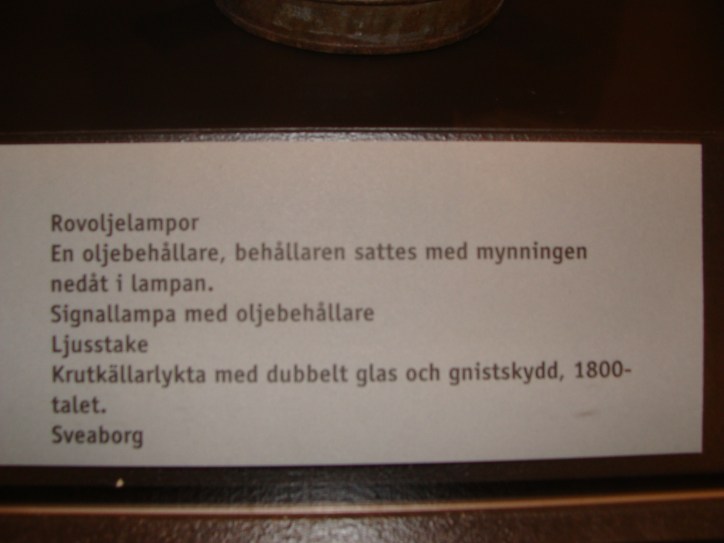 Rovoljelampor
En oljebehållare, behållaren sattes med mynningen
nedåt i lampan.
Signallampa med oljebehållare
Ljusstake
Krutkällarlykta med dubbelt glas och gnistskydd, 1800-
talet.
Sveaborg